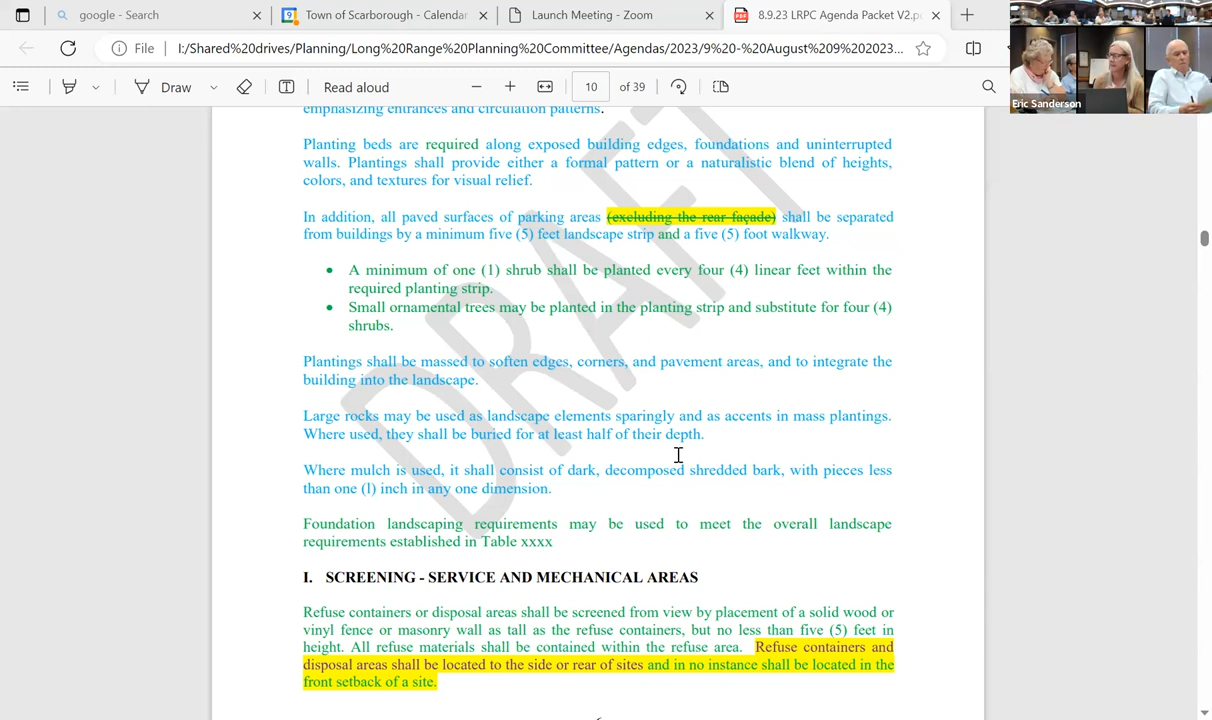 google - Search
Town of Scarborough - Calendar
Launch Meeting - Zoom
8.9.23 LRPC Agenda Packet V2.p
File
I:/Shared%20drives/Planning/Long%20Range%20Planning%20Committee/Agendas/2023/9%20-%20August%209%202023...
Draw
Read aloud
10 of 39
Eric Sanderson
emphasizing entrances and circulation patterns.
Planting beds are required along exposed building edges, foundations and uninterrupted
walls. Plantings shall provide either a formal pattern or a naturalistic blend of heights,
colors, and textures for visual relief.
In addition, all paved surfaces of parking areas (excluding the rear façade) shall be separated
from buildings by a minimum five (5) feet landscape strip and a five (5) foot walkway.
• A minimum of one (1) shrub shall be planted every four (4) linear feet within the
required planting strip.
• Small ornamental trees may be planted in the planting strip and substitute for four (4)
shrubs.
Plantings shall be massed to soften edges, corners, and pavement areas, and to integrate the
building into the landscape.
Large rocks may be used as landscape elements sparingly and as accents in mass plantings.
Where used, they shall be buried for at least half of their depth.
Where mulch is used, it shall consist of dark, decomposed shredded bark, with pieces less
than one (l) inch in any one dimension.
Foundation landscaping requirements may be used to meet the overall landscape
requirements established in Table xxxx
I. SCREENING - SERVICE AND MECHANICAL AREAS
Refuse containers or disposal areas shall be screened from view by placement of a solid wood or
vinyl fence or masonry wall as tall as the refuse containers, but no less than five (5) feet in
height. All refuse materials shall be contained within the refuse area. Refuse containers and
disposal areas shall be located to the side or rear of sites and in no instance shall be located in the
front setback of a site.
DRAFT